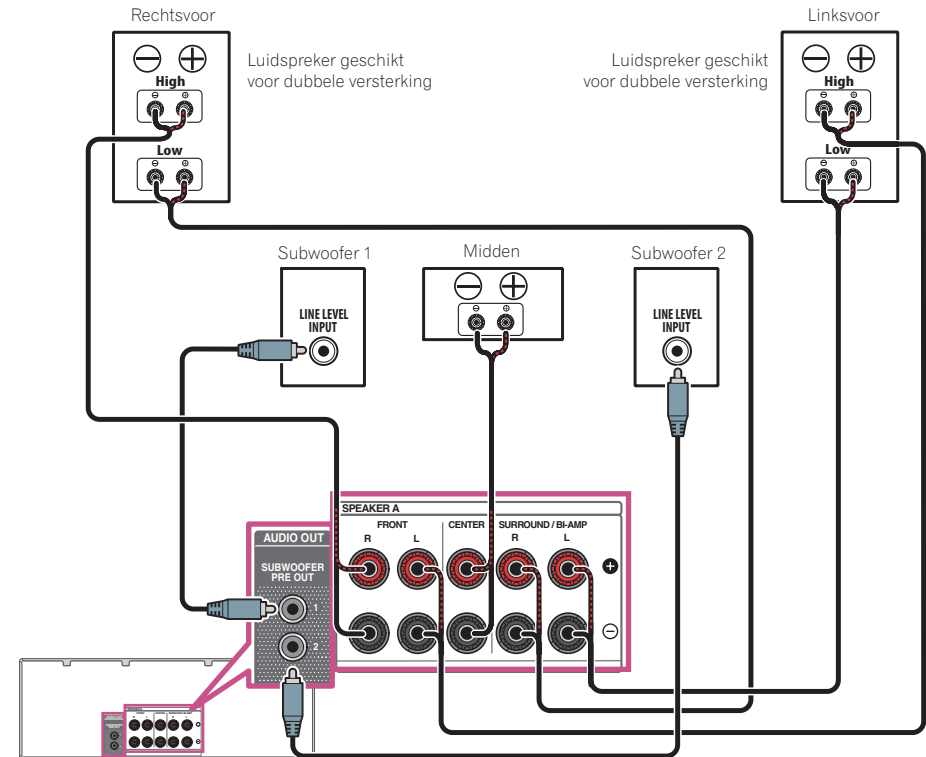 Rechtsvoor
Linksvoor
Luidspreker geschikt
voor dubbele versterking
Luidspreker geschikt
voor dubbele versterking
High
Low
High
Low
Subwoofer 1
Midden
Subwoofer 2
LINE LEVEL
INPUT
LINE LEVEL
INPUT
SPEAKER A
FRONT
CENTER
SURROUND / BI-AMP
R
L
R
L
AUDIO OUT
SUBWOOFER
PRE OUT
1
2